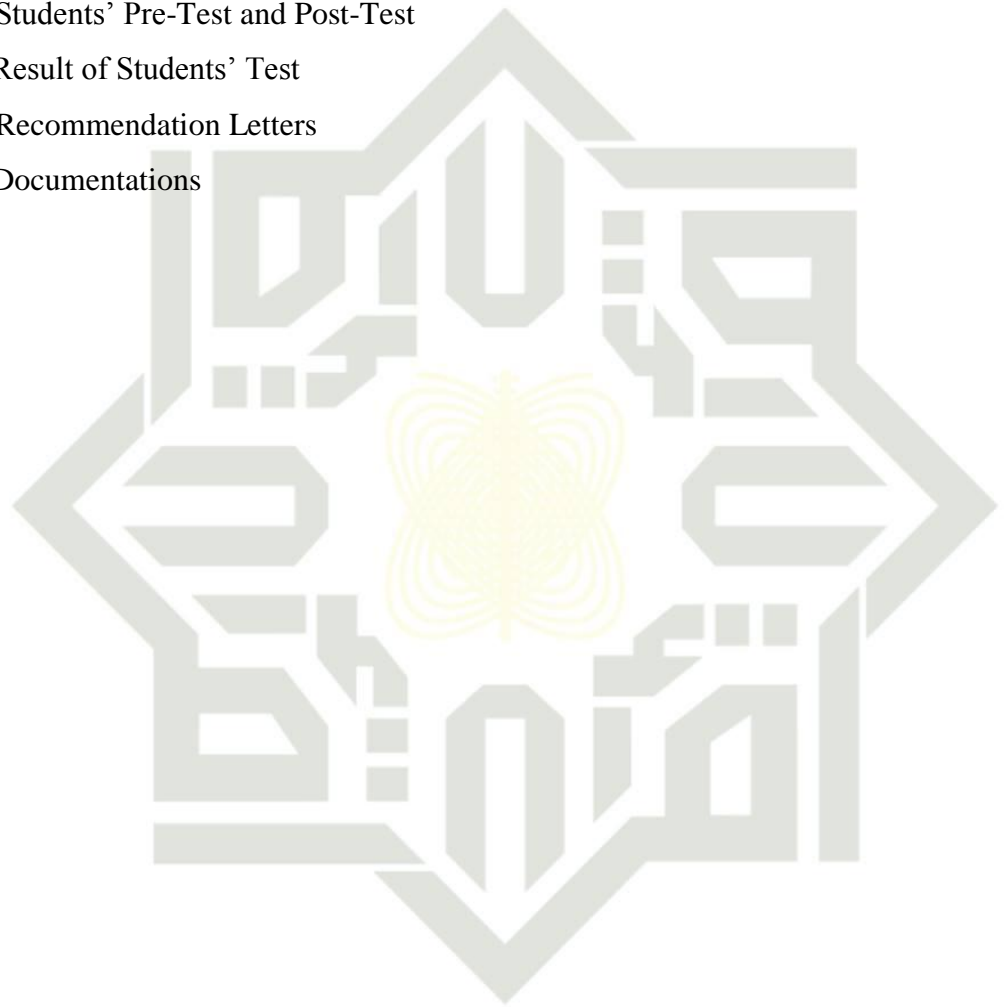 Students’ Pre-Test and Post-Test
Result of Students’ Test
Recommendation Letters
Documentations